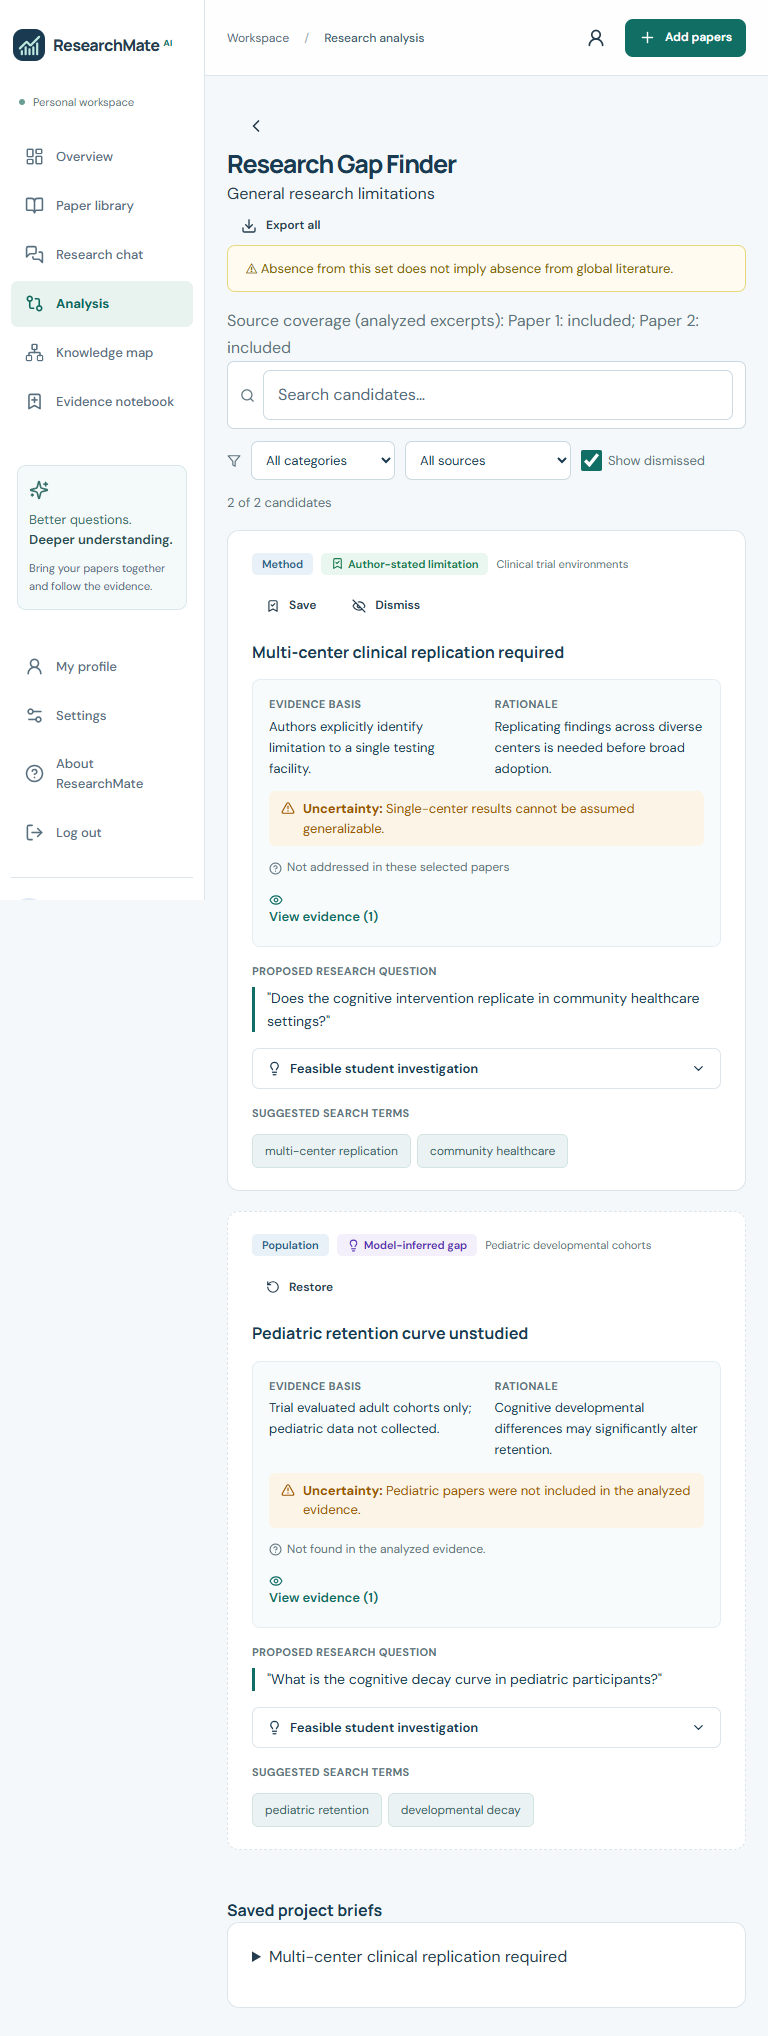 ResearchMate AI
Personal workspace
Overview
Paper library
Research chat
Analysis
Knowledge map
Evidence notebook
Better questions.
Deeper understanding.
Bring your papers together
and follow the evidence.
My profile
Settings
About
ResearchMate
Log out
Workspace / Research analysis
Add papers
Research Gap Finder
General research limitations
Export all
Absence from this set does not imply absence from global literature.
Source coverage (analyzed excerpts): Paper 1: included; Paper 2:
included
Search candidates...
All categories All sources Show dismissed
2 of 2 candidates
Method Author-stated limitation Clinical trial environments
Save Dismiss
Multi-center clinical replication required
EVIDENCE BASIS
Authors explicitly identify
limitation to a single testing
facility.
RATIONALE
Replicating findings across diverse
centers is needed before broad
adoption.
Uncertainty: Single-center results cannot be assumed
generalizable.
Not addressed in these selected papers
View evidence (1)
PROPOSED RESEARCH QUESTION
"Does the cognitive intervention replicate in community healthcare
settings?"
Feasible student investigation
SUGGESTED SEARCH TERMS
multi-center replication community healthcare
Population Model-inferred gap Pediatric developmental cohorts
Restore
Pediatric retention curve unstudied
EVIDENCE BASIS
Trial evaluated adult cohorts only;
pediatric data not collected.
RATIONALE
Cognitive developmental
differences may significantly alter
retention.
Uncertainty: Pediatric papers were not included in the analyzed
evidence.
Not found in the analyzed evidence.
View evidence (1)
PROPOSED RESEARCH QUESTION
"What is the cognitive decay curve in pediatric participants?"
Feasible student investigation
SUGGESTED SEARCH TERMS
pediatric retention developmental decay
Saved project briefs
Multi-center clinical replication required